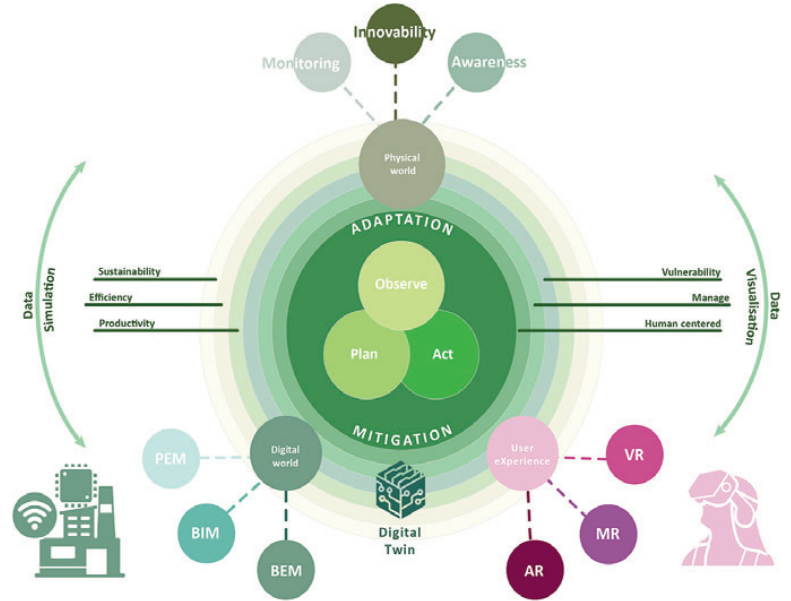 Innovability
Monitoring
Awareness
Physical
world
ADAPTATION
Observe
Plan
Act
MITIGATION
Data
Simulation
Sustainability
Efficiency
Productivity
Vulnerability
Manage
Human centered
Visualisation
Data
Digital
world
PEM
BIM
BEM
Digital
Twin
User
eXperience
VR
MR
AR